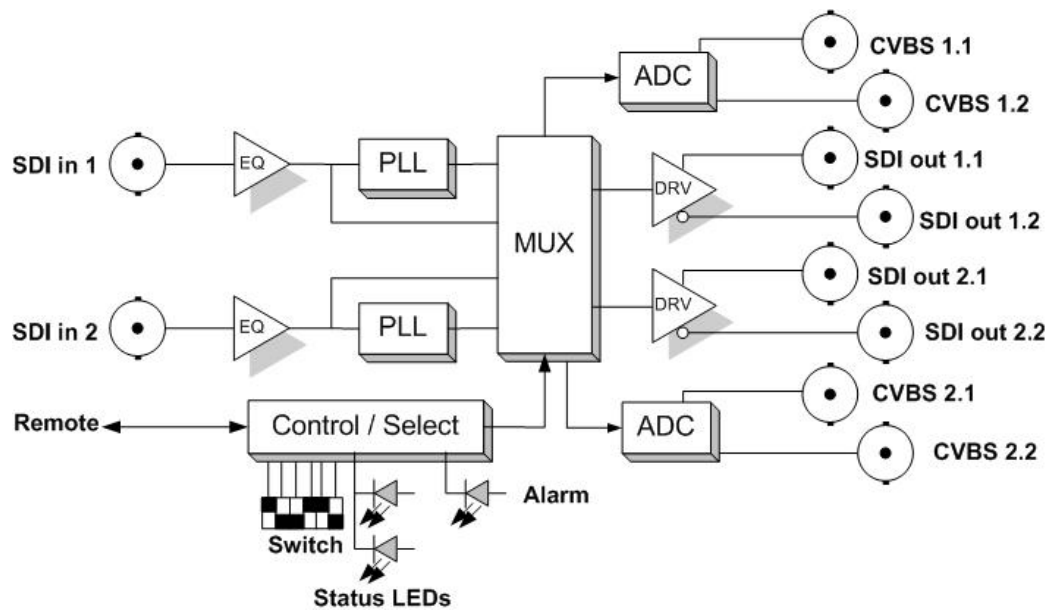 CVBS 1.1
ADC
CVBS 1.2
SDI in 1
EQ
PLL
MUX
DRV
SDI out 1.1
SDI out 1.2
SDI in 2
EQ
PLL
DRV
SDI out 2.1
SDI out 2.2
Remote
Control / Select
ADC
CVBS 2.1
CVBS 2.2
Alarm
Switch
Status LEDs